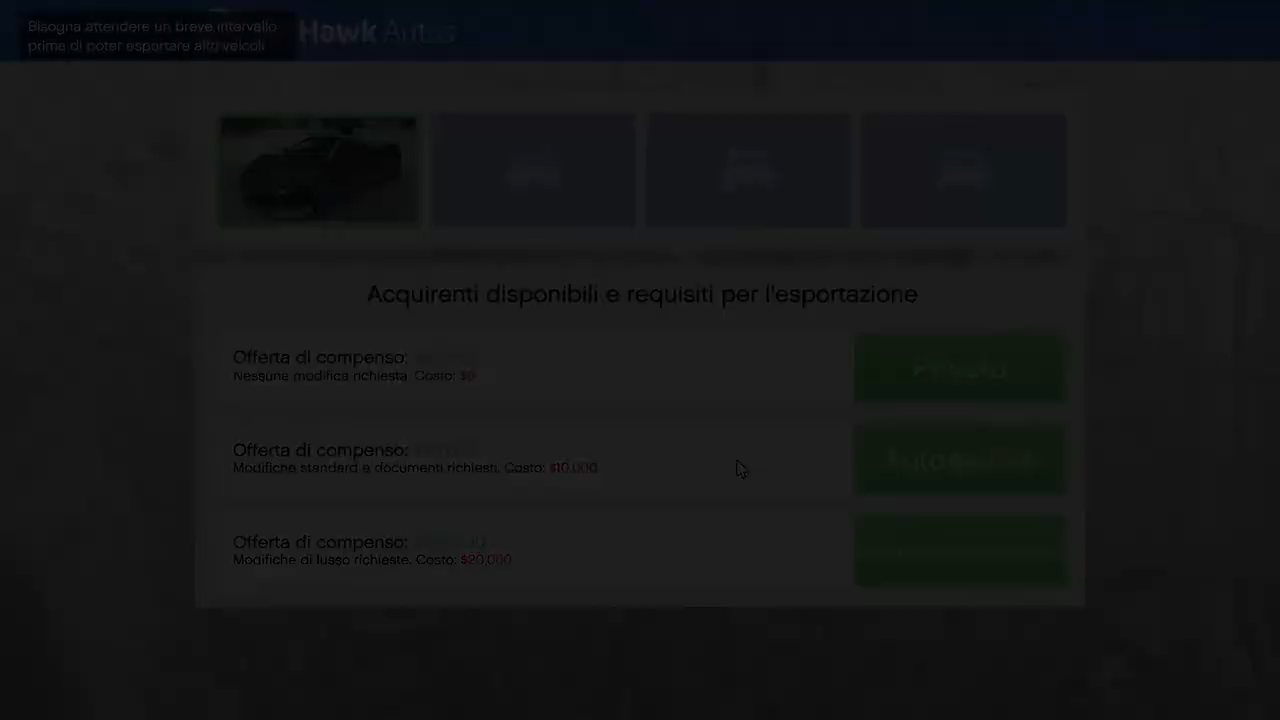 Bisogna attendere un breve intervallo
prima di poter esportare altri veicoli.
Hawk Autos
Acquirenti disponibili e requisiti per l'esportazione
Offerta di compenso:
Nessuna modifica richiesta. Costo: $0
Privato
Offerta di compenso:
Modifiche standard e documenti richiesti. Costo: $10,000
Offerta di compenso:
Modifiche di lusso richieste. Costo: $20,000